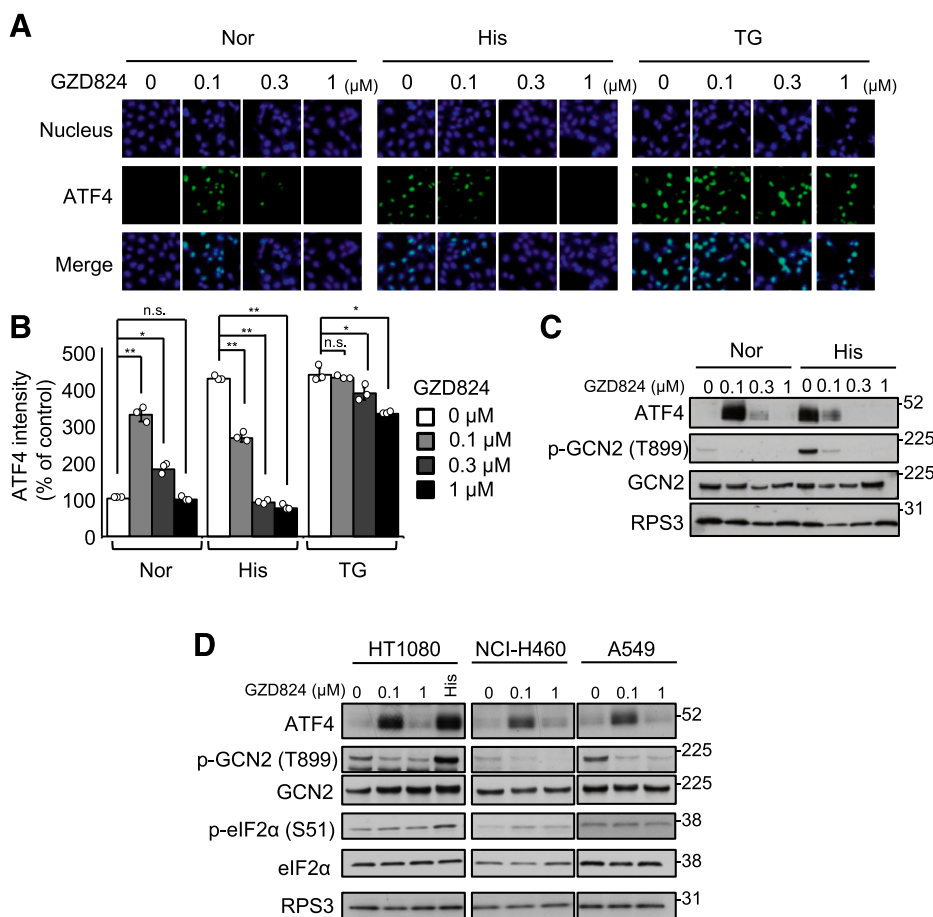 A
Nor His TG
GZD824 0 0.1 0.3 1 (µM) 0 0.1 0.3 1 (µM) 0 0.1 0.3 1 (µM)
Nucleus
ATF4
Merge
B
n.s. * ** ** ** ** * * n.s.
ATF4 intensity
(% of control)
500
400
300
200
100
0
Nor His TG
GZD824
0 µM
0.1 µM
0.3 µM
1 µM
C
Nor His
GZD824 (µM) 0 0.1 0.3 1 0 0.1 0.3 1
ATF4 52
p-GCN2 (T899) 225
GCN2 225
RPS3 31
D
HT1080 NCI-H460 A549
GZD824 (µM) 0 0.1 1 His 0 0.1 1 0 0.1 1
ATF4 52
p-GCN2 (T899) 225
GCN2 225
p-eIF2α (S51) 38
eIF2α 38
RPS3 31